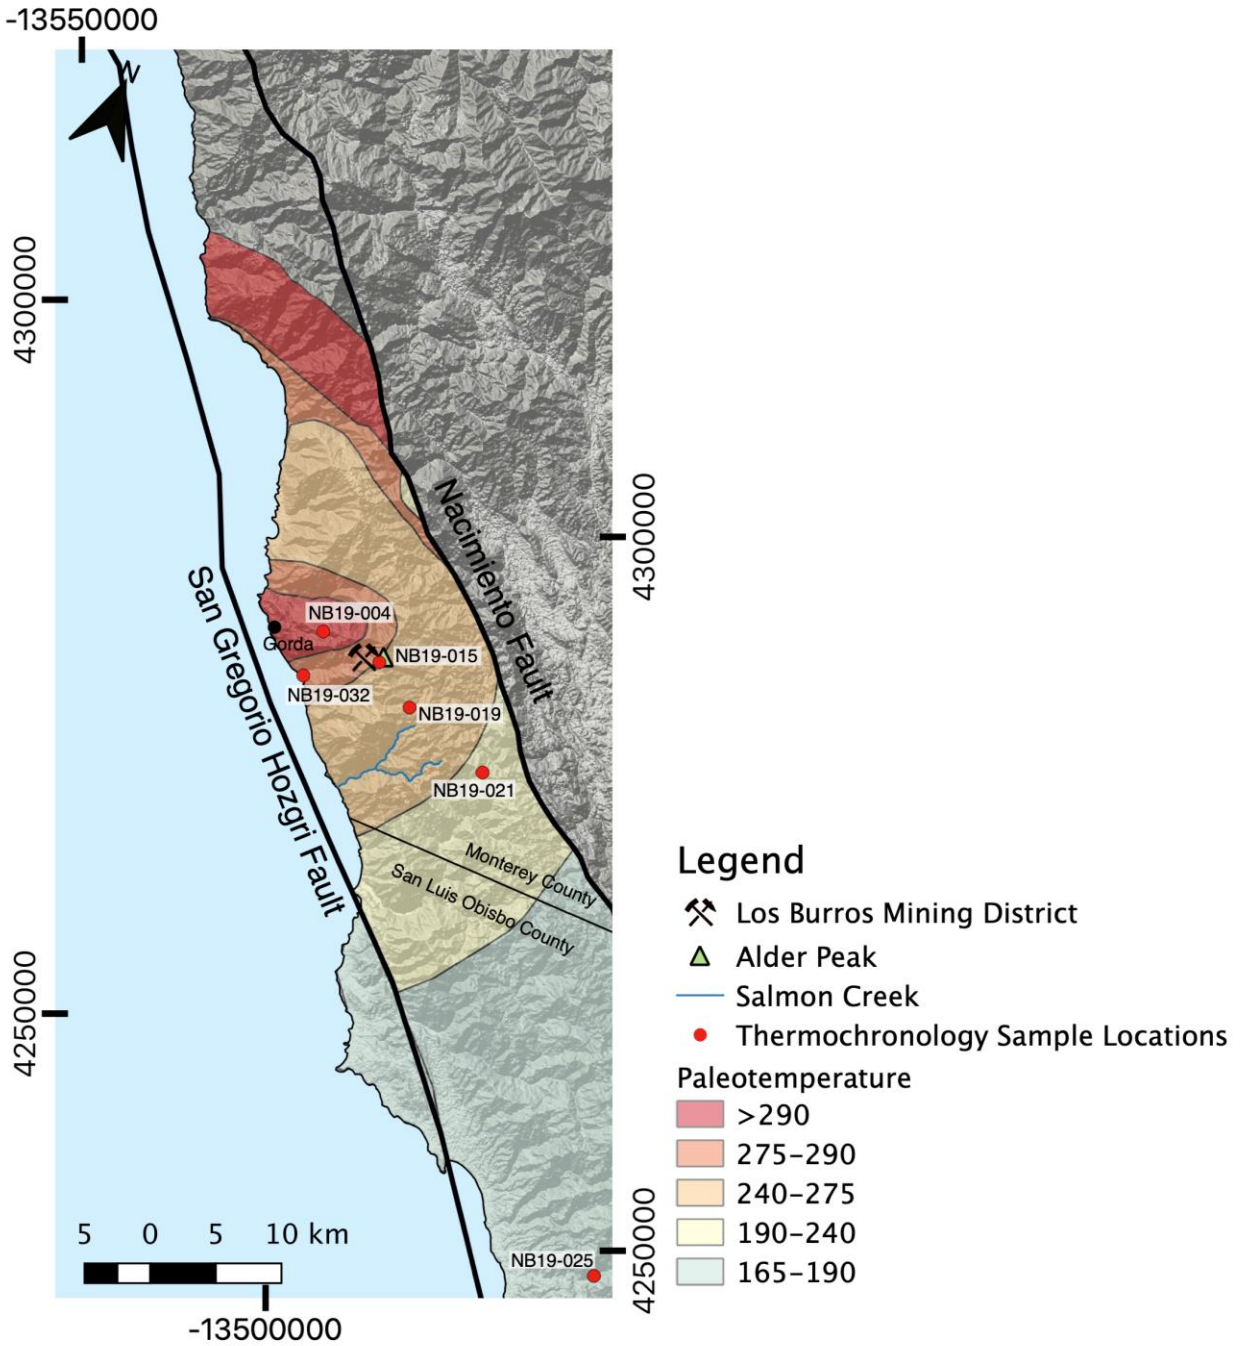 -13550000
N
4300000
Nacimiento Fault
4300000
San Gregorio Hozgri Fault
NB19-004
Gorda
NB19-015
NB19-032
NB19-019
NB19-021
Monterey County
San Luis Obisbo County
4250000
5 0 5 10 km
NB19-025
4250000
-13500000
Legend
Los Burros Mining District
Alder Peak
Salmon Creek
Thermochronology Sample Locations
Paleotemperature
>290
275-290
240-275
190-240
165-190